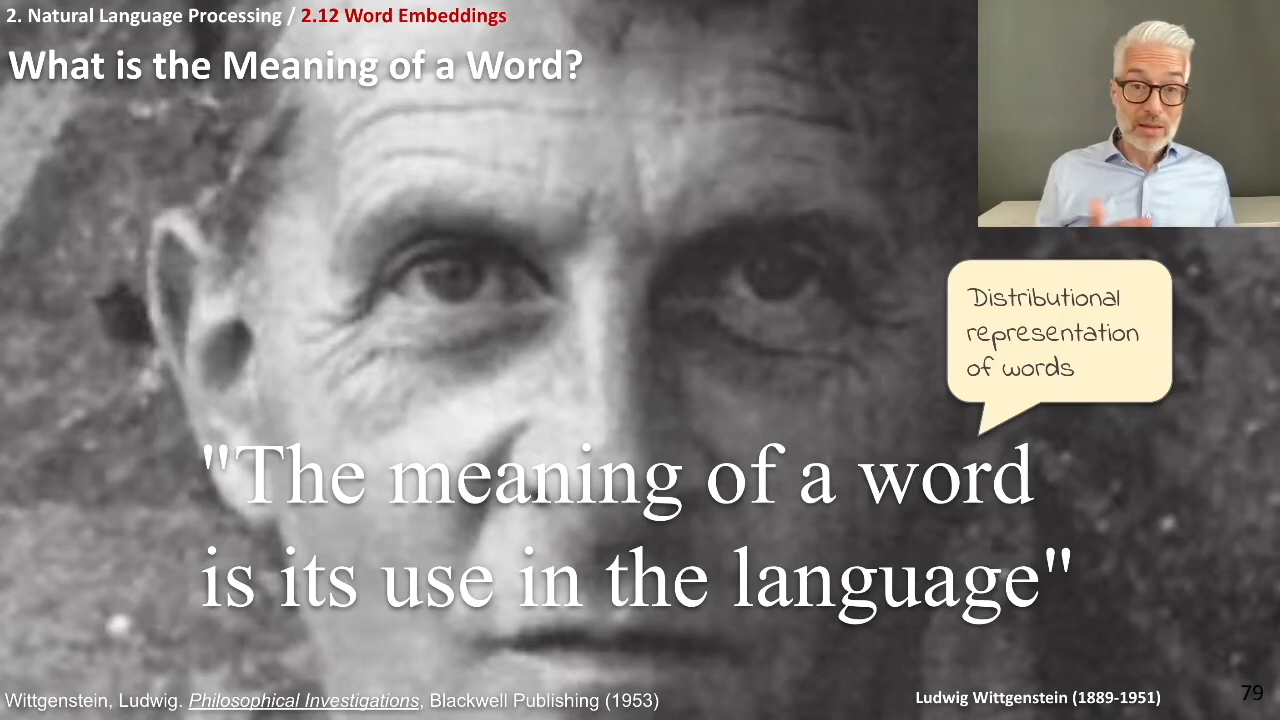 2. Natural Language Processing / 2.12 Word Embeddings
What is the Meaning of a Word?
Distributional
representation
of words
"The meaning of a word
is its use in the language"
Wittgenstein, Ludwig. Philosophical Investigations, Blackwell Publishing (1953)
Ludwig Wittgenstein (1889-1951)
79